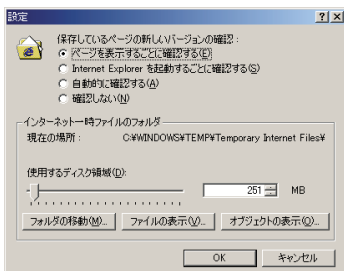 設定
保存しているページの新しいバージョンの確認:
ページを表示するごとに確認する(E)
Internet Explorer を起動するごとに確認する(S)
自動的に確認する(A)
確認しない(N)
インターネット一時ファイルのフォルダ
現在の場所: C:¥WINDOWS¥TEMP¥Temporary Internet Files¥
使用するディスク領域(D):
251 MB
フォルダの移動(M)... ファイルの表示(V)... オブジェクトの表示(O)...
OK キャンセル